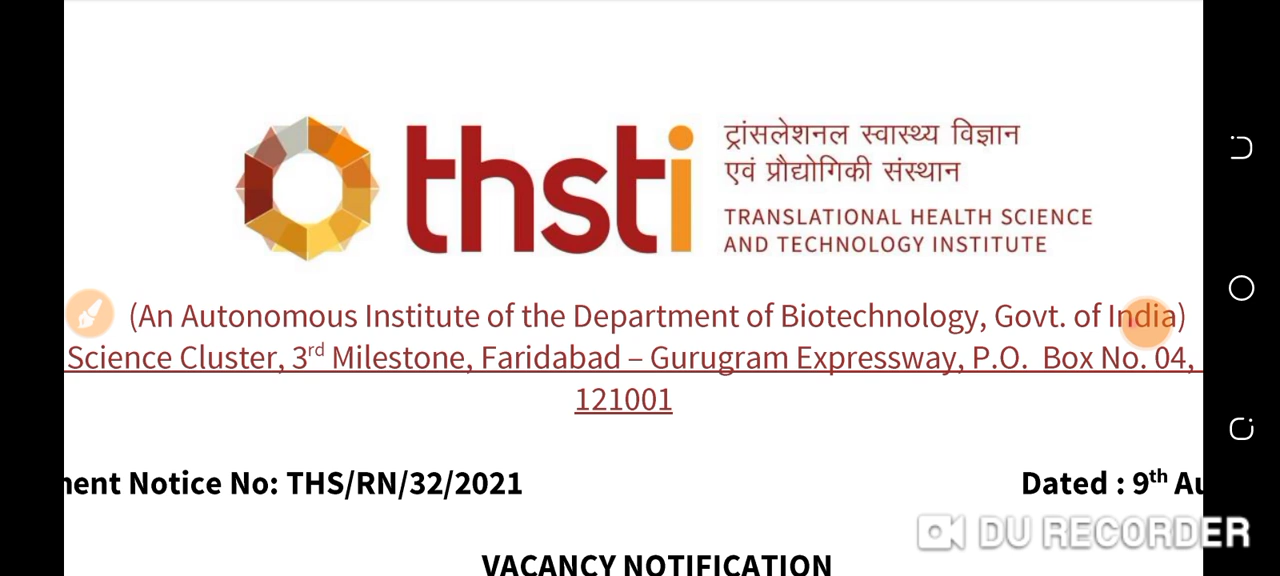 thsti
ट्रांसलेशनल स्वास्थ्य विज्ञान
एवं प्रौद्योगिकी संस्थान
TRANSLATIONAL HEALTH SCIENCE
AND TECHNOLOGY INSTITUTE
(An Autonomous Institute of the Department of Biotechnology, Govt. of India)
Science Cluster, 3rd Milestone, Faridabad – Gurugram Expressway, P.O. Box No. 04,
121001
Notice No: THS/RN/32/2021 Dated : 9th
VACANCY NOTIFICATION
DU RECORDER